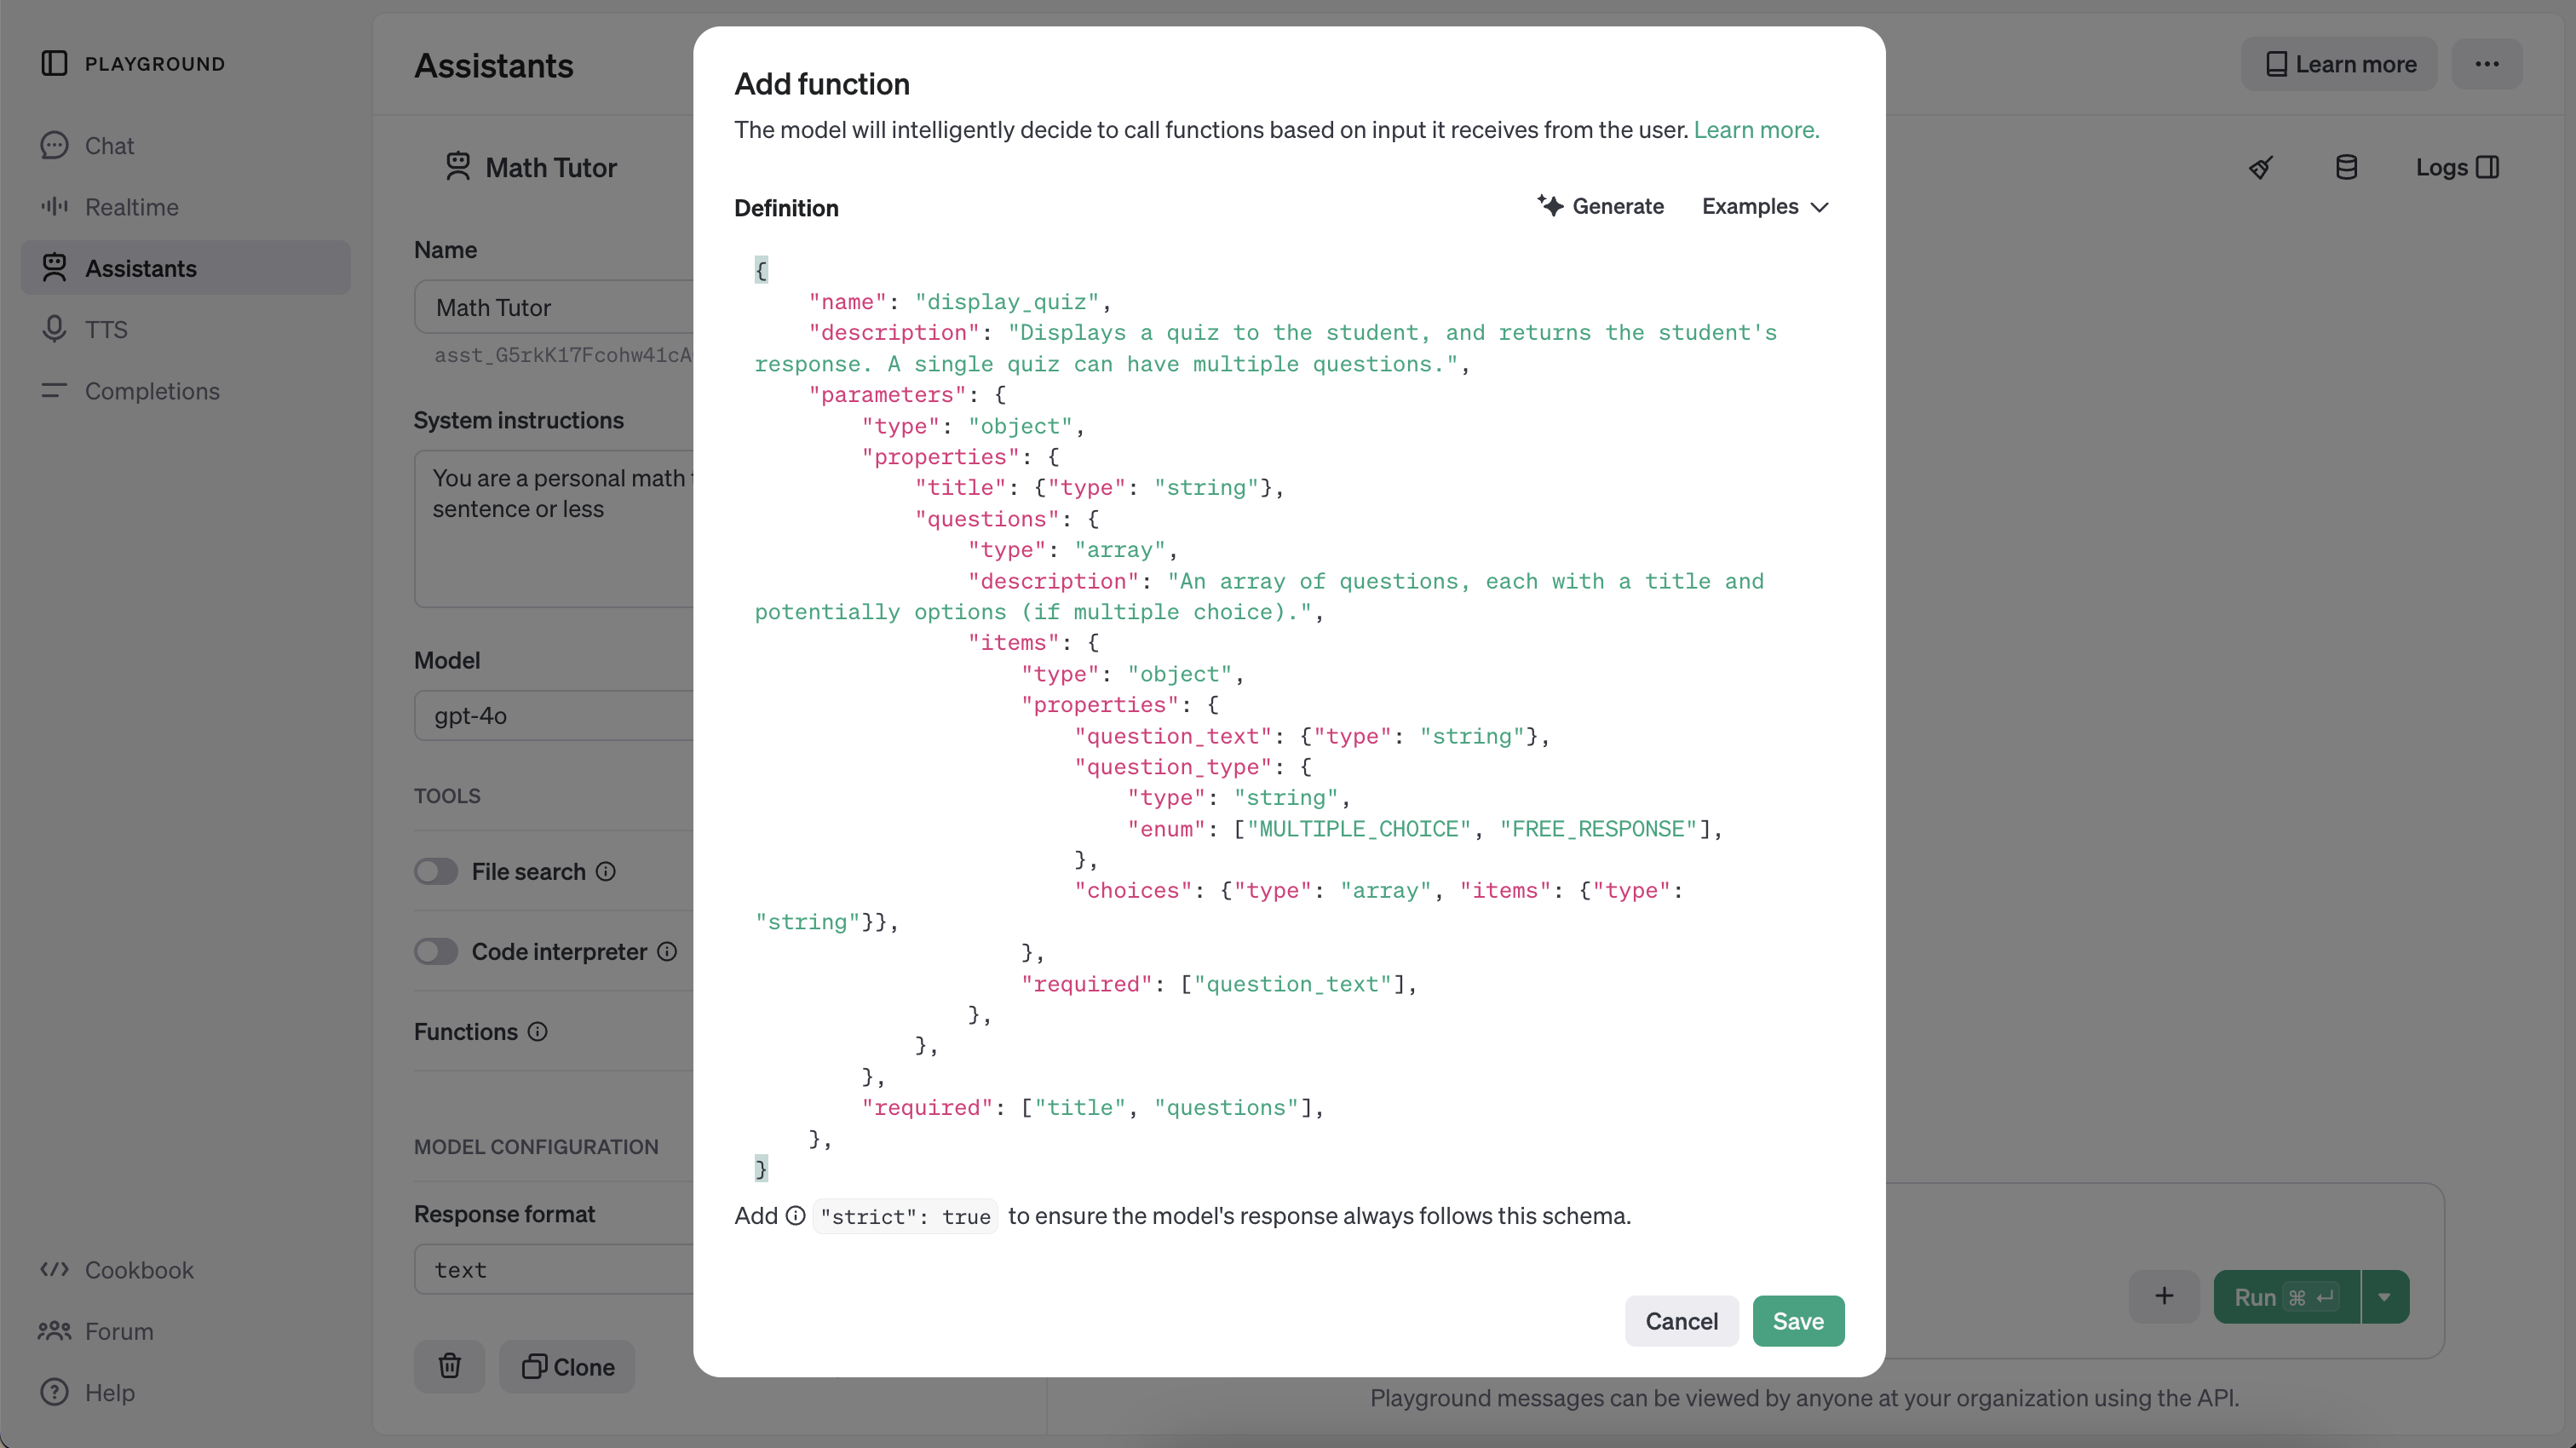 PLAYGROUND
Chat
Realtime
Assistants
TTS
Completions
Cookbook
Forum
Help
Assistants
Learn more
Math Tutor
Logs
Name
Math Tutor
asst_G5rkK17Fcohw41cA
System instructions
You are a personal math
sentence or less
Model
gpt-4o
TOOLS
File search
Code interpreter
Functions
MODEL CONFIGURATION
Response format
text
Clone
Add function
The model will intelligently decide to call functions based on input it receives from the user. Learn more.
Definition
Generate
Examples
{
    "name": "display_quiz",
    "description": "Displays a quiz to the student, and returns the student's
response. A single quiz can have multiple questions.",
    "parameters": {
        "type": "object",
        "properties": {
            "title": {"type": "string"},
            "questions": {
                "type": "array",
                "description": "An array of questions, each with a title and
potentially options (if multiple choice).",
                "items": {
                    "type": "object",
                    "properties": {
                        "question_text": {"type": "string"},
                        "question_type": {
                            "type": "string",
                            "enum": ["MULTIPLE_CHOICE", "FREE_RESPONSE"],
                        },
                        "choices": {"type": "array", "items": {"type":
"string"}},
                    },
                    "required": ["question_text"],
                },
            },
        },
        "required": ["title", "questions"],
    },
}
Add "strict": true to ensure the model's response always follows this schema.
Cancel
Save
Run ⌘ ↵
Playground messages can be viewed by anyone at your organization using the API.